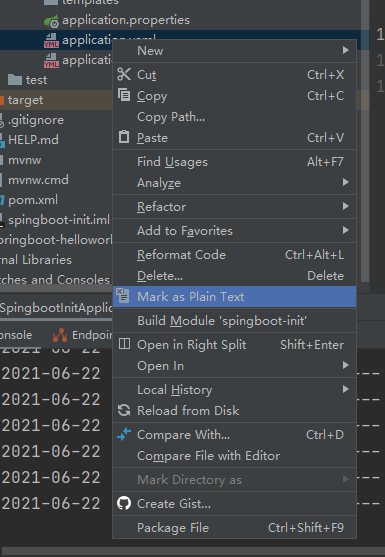 templates
application.properties
application.yaml
applicatio
New
test
Cut Ctrl+X
target
Copy Ctrl+C
.gitignore
Copy Path...
HELP.md
Paste Ctrl+V
mvnw
mvnw.cmd
Find Usages Alt+F7
pom.xml
Analyze
spingboot-init.iml
Refactor
pringboot-hellowor
Add to Favorites
rnal Libraries
Reformat Code Ctrl+Alt+L
tches and Consoles
Delete... Delete
Mark as Plain Text
SpingbootInitApplic
Build Module 'spingboot-init'
onsole Endpoin
Open in Right Split Shift+Enter
2021-06-22
Open In
2021-06-22 ---
Local History
2021-06-22 ---
Reload from Disk
2021-06-22 ---
Compare With... Ctrl+D
2021-06-22 ---
Compare File with Editor
2021-06-22 ---
Mark Directory as
2021-06-22 ---
Create Gist...
Package File Ctrl+Shift+F9
1
1
1